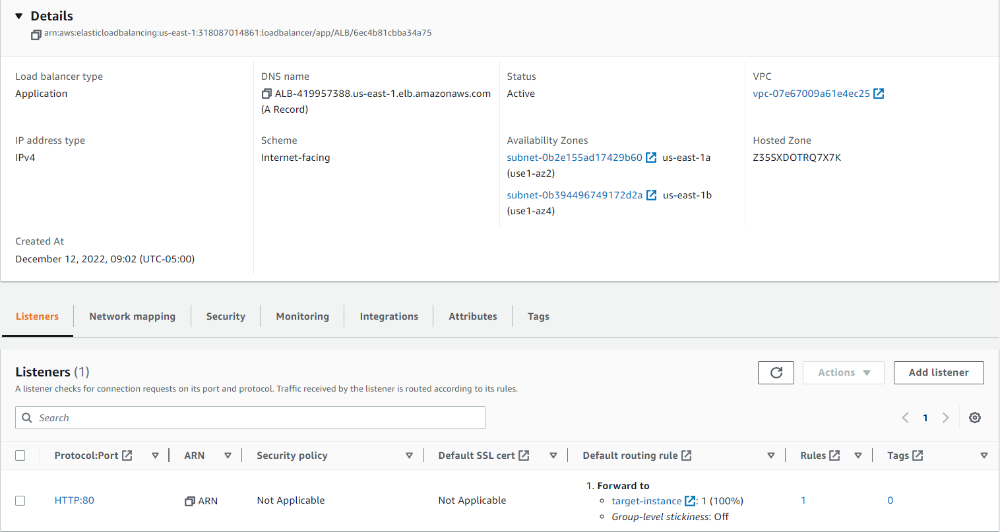 Details
arn:aws:elasticloadbalancing:us-east-1:318087014861:loadbalancer/app/ALB/6ec4b81cbba34a75
Load balancer type
Application
DNS name
ALB-419957388.us-east-1.elb.amazonaws.com
(A Record)
Status
Active
VPC
vpc-07e67009a61e4ec25
IP address type
IPv4
Scheme
Internet-facing
Availability Zones
subnet-0b2e155ad17429b60 us-east-1a
(use1-az2)
subnet-0b394496749172d2a us-east-1b
(use1-az4)
Hosted Zone
Z35SXDOTRQ7X7K
Created At
December 12, 2022, 09:02 (UTC-05:00)
Listeners Network mapping Security Monitoring Integrations Attributes Tags
Listeners (1)
A listener checks for connection requests on its port and protocol. Traffic received by the listener is routed according to its rules.
Actions Add listener
Search
1
Protocol:Port ARN Security policy Default SSL cert Default routing rule Rules Tags
HTTP:80 ARN Not Applicable Not Applicable
1. Forward to
target-instance : 1 (100%)
Group-level stickiness: Off
1 0